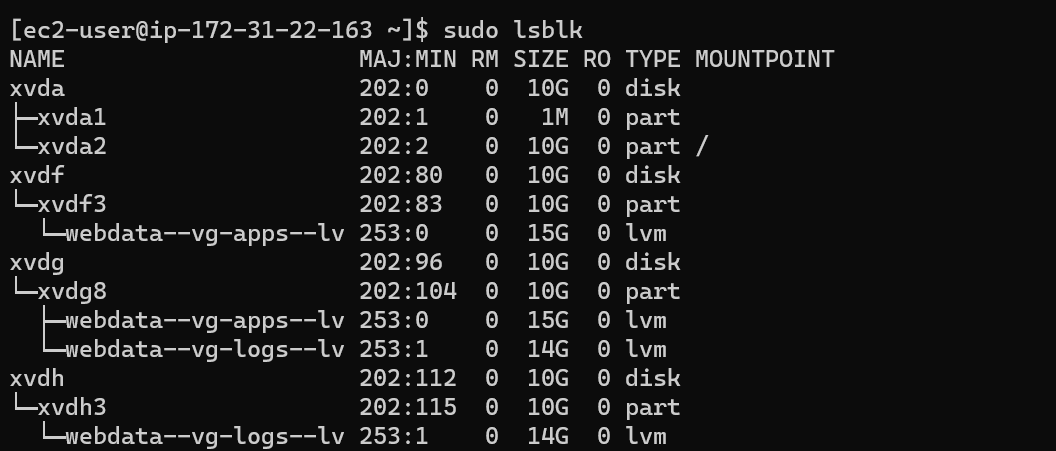 [ec2-user@ip-172-31-22-163 ~]$ sudo lsblk
NAME                     MAJ:MIN RM SIZE RO TYPE MOUNTPOINT
xvda                     202:0    0  10G  0 disk
├─xvda1                  202:1    0   1M  0 part
└─xvda2                  202:2    0  10G  0 part /
xvdf                     202:80   0  10G  0 disk
└─xvdf3                  202:83   0  10G  0 part
  └─webdata--vg-apps--lv 253:0    0  15G  0 lvm
xvdg                     202:96   0  10G  0 disk
└─xvdg8                  202:104  0  10G  0 part
  ├─webdata--vg-apps--lv 253:0    0  15G  0 lvm
  └─webdata--vg-logs--lv 253:1    0  14G  0 lvm
xvdh                     202:112  0  10G  0 disk
└─xvdh3                  202:115  0  10G  0 part
  └─webdata--vg-logs--lv 253:1    0  14G  0 lvm